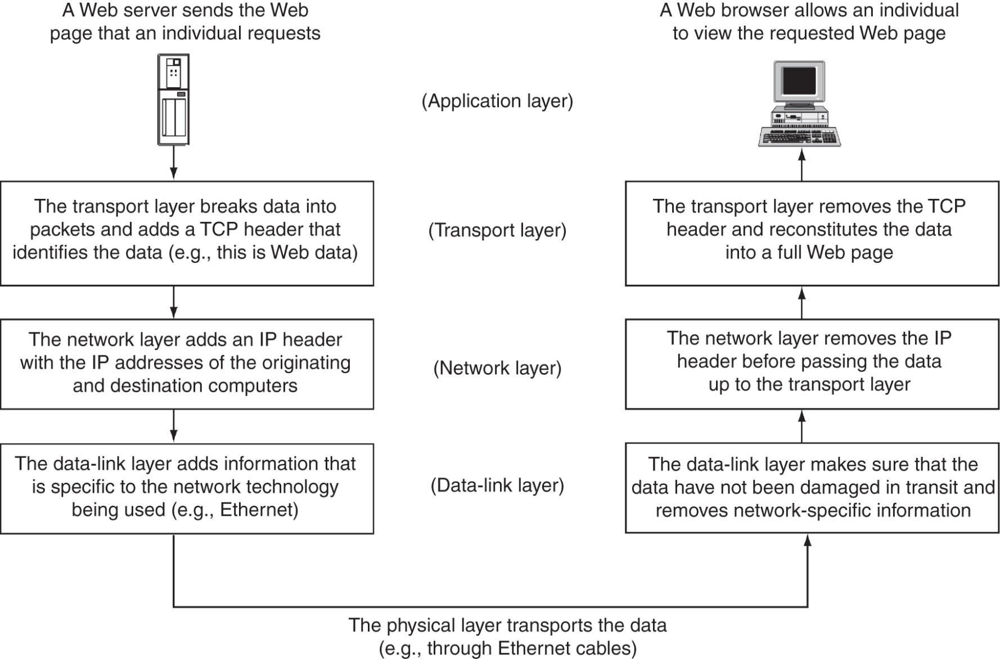 A Web server sends the Web
page that an individual requests
A Web browser allows an individual
to view the requested Web page
(Application layer)
The transport layer breaks data into
packets and adds a TCP header that
identifies the data (e.g., this is Web data)
(Transport layer)
The transport layer removes the TCP
header and reconstitutes the data
into a full Web page
The network layer adds an IP header
with the IP addresses of the originating
and destination computers
(Network layer)
The network layer removes the IP
header before passing the data
up to the transport layer
The data-link layer adds information that
is specific to the network technology
being used (e.g., Ethernet)
(Data-link layer)
The data-link layer makes sure that the
data have not been damaged in transit and
removes network-specific information
The physical layer transports the data
(e.g., through Ethernet cables)